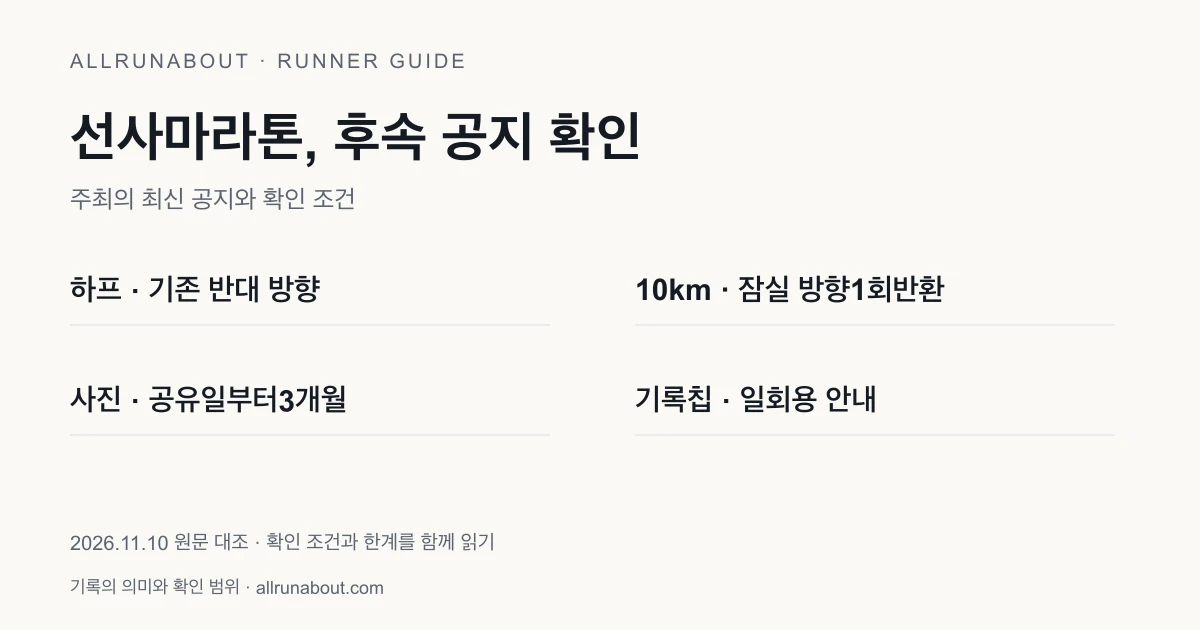 ALLRUNABOUT · RUNNER GUIDE
선사마라톤, 후속 공지 확인
주최의 최신 공지와 확인 조건
하프 · 기존 반대 방향
10km · 잠실 방향1회반환
사진 · 공유일부터3개월
기록칩 · 일회용 안내
2026.11.10 원문 대조 · 확인 조건과 한계를 함께 읽기
기록의 의미와 확인 범위 · allrunabout.com